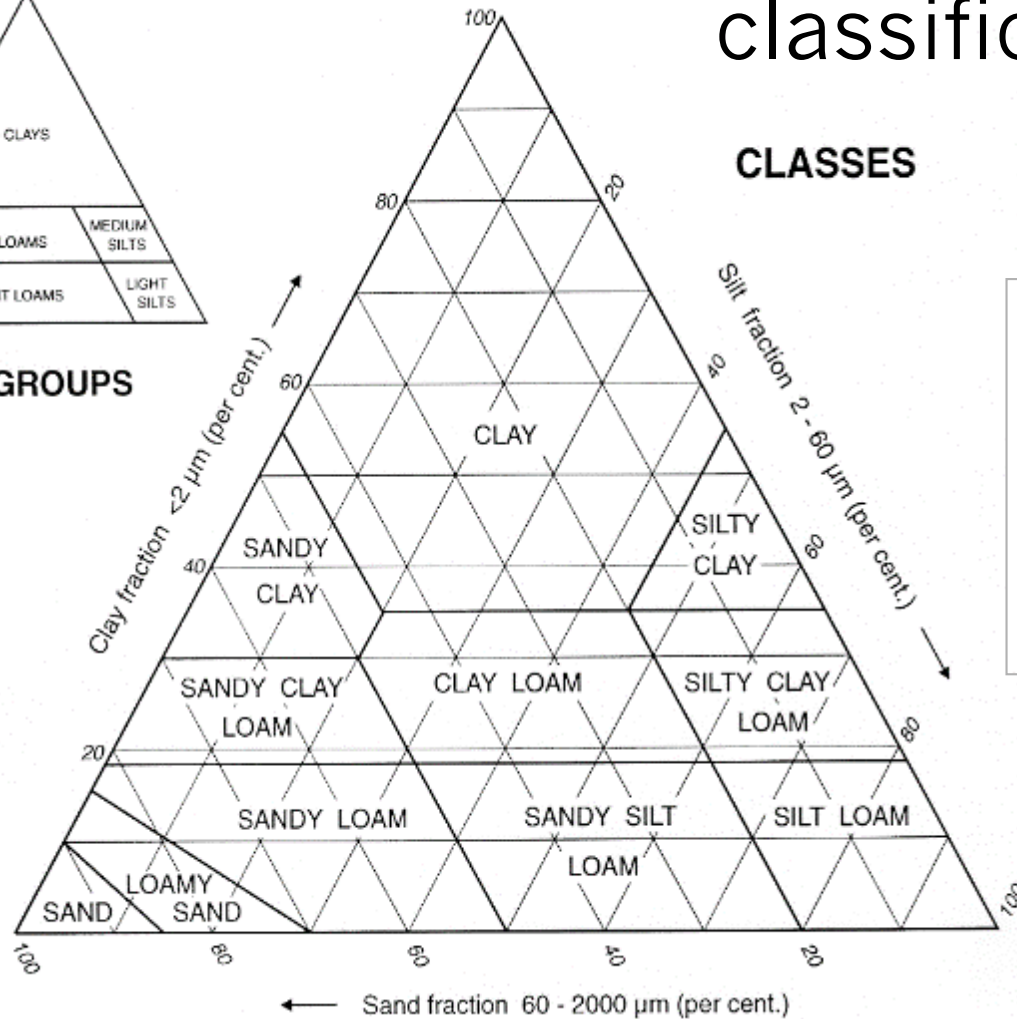 classific
CLASSES
CLAYS
LOAMS
MEDIUM
SILTS
T LOAMS
LIGHT
SILTS
GROUPS
100
80
60
40
20
Clay fraction <2 µm (per cent.)
20
40
60
80
100
Silt fraction 2 - 60 µm (per cent.)
CLAY
SANDY
CLAY
SILTY
CLAY
SANDY CLAY
LOAM
CLAY LOAM
SILTY CLAY
LOAM
SANDY LOAM
SANDY SILT
LOAM
SILT LOAM
LOAMY
SAND
SAND
100
80
60
40
20
Sand fraction 60 - 2000 µm (per cent.)